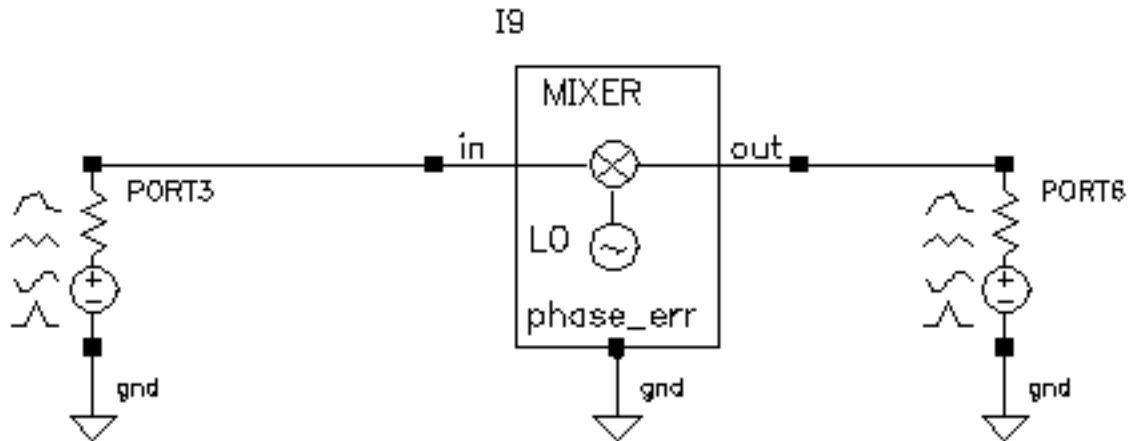 I9
MIXER
in
out
PORT3
PORT6
LO
phase_err
gnd
gnd
gnd